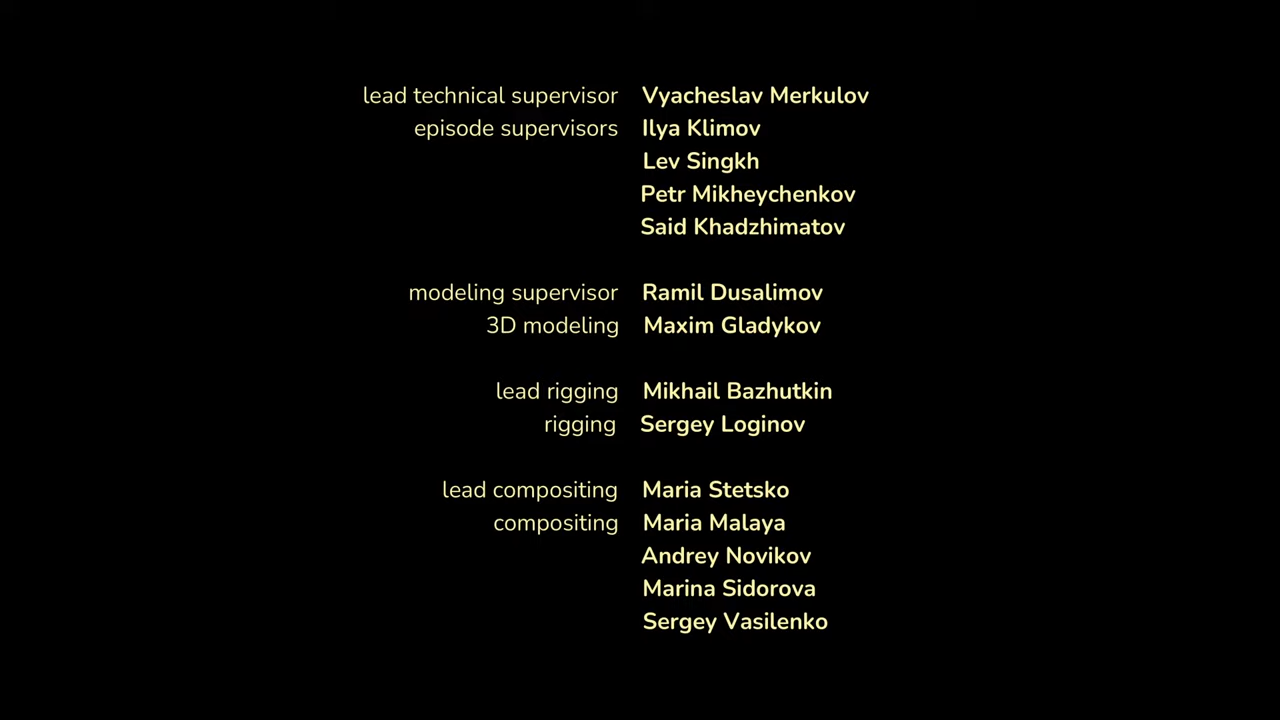 lead technical supervisor Vyacheslav Merkulov
episode supervisors Ilya Klimov
Lev Singkh
Petr Mikheychenkov
Said Khadzhimatov
modeling supervisor Ramil Dusalimov
3D modeling Maxim Gladykov
lead rigging Mikhail Bazhutkin
rigging Sergey Loginov
lead compositing Maria Stetsko
compositing Maria Malaya
Andrey Novikov
Marina Sidorova
Sergey Vasilenko